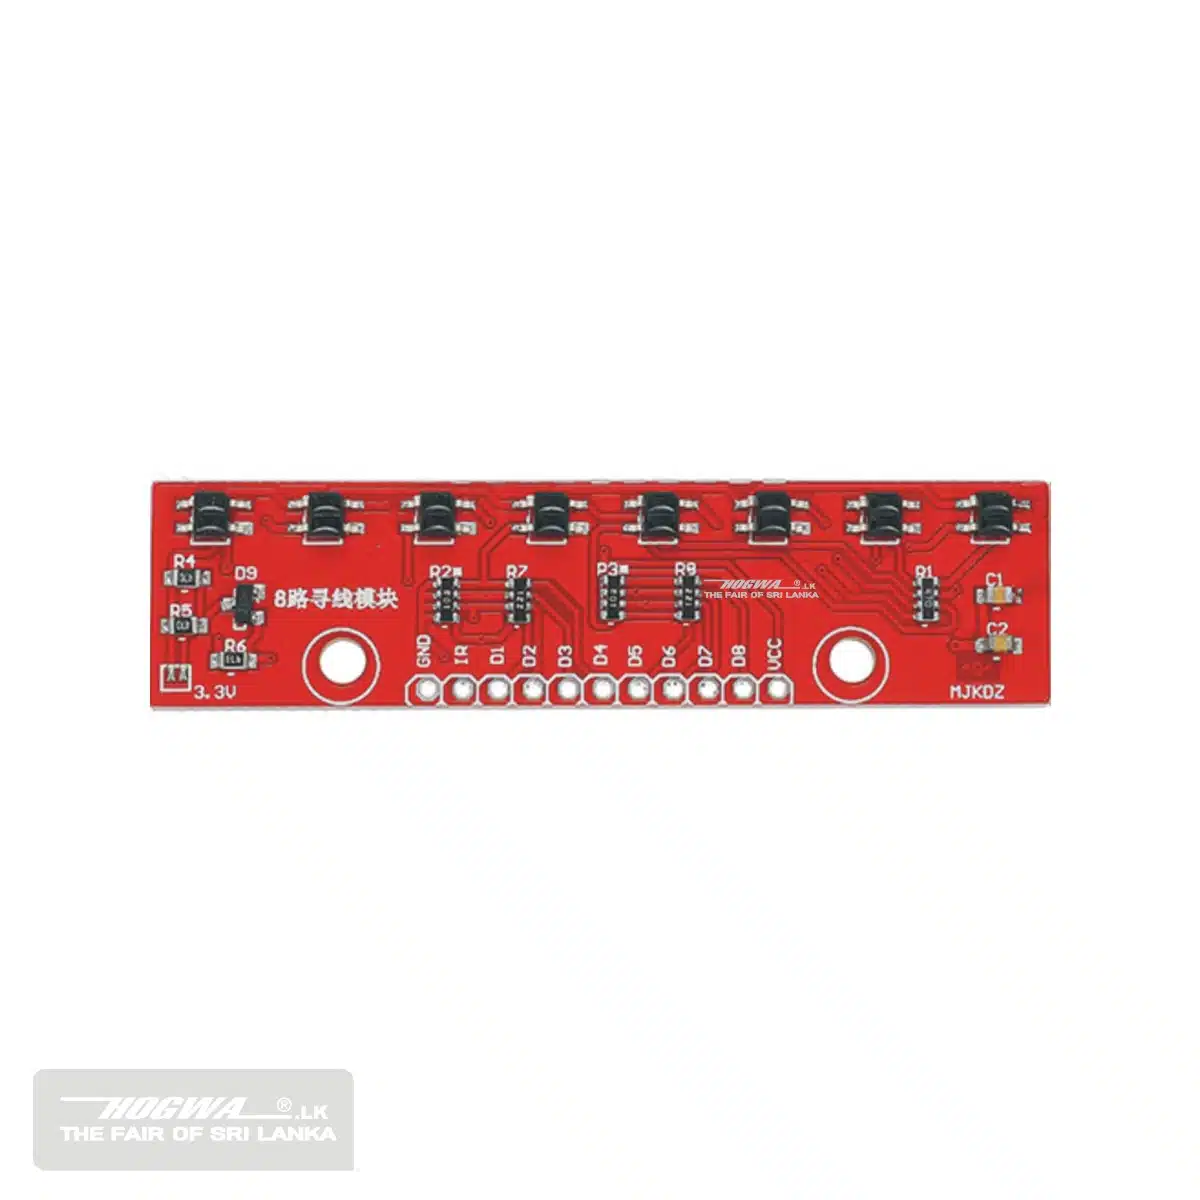 R4
D9
R5
R6
8路寻线模块
R2
R7
R9
HOGWA ®.LK
THE FAIR OF SRI LANKA
R1
C1
C2
GND
IR
D1
D2
D3
D4
D5
D6
D7
D8
VCC
3.3V
MJKDZ
HOGWA ®.LK
THE FAIR OF SRI LANKA